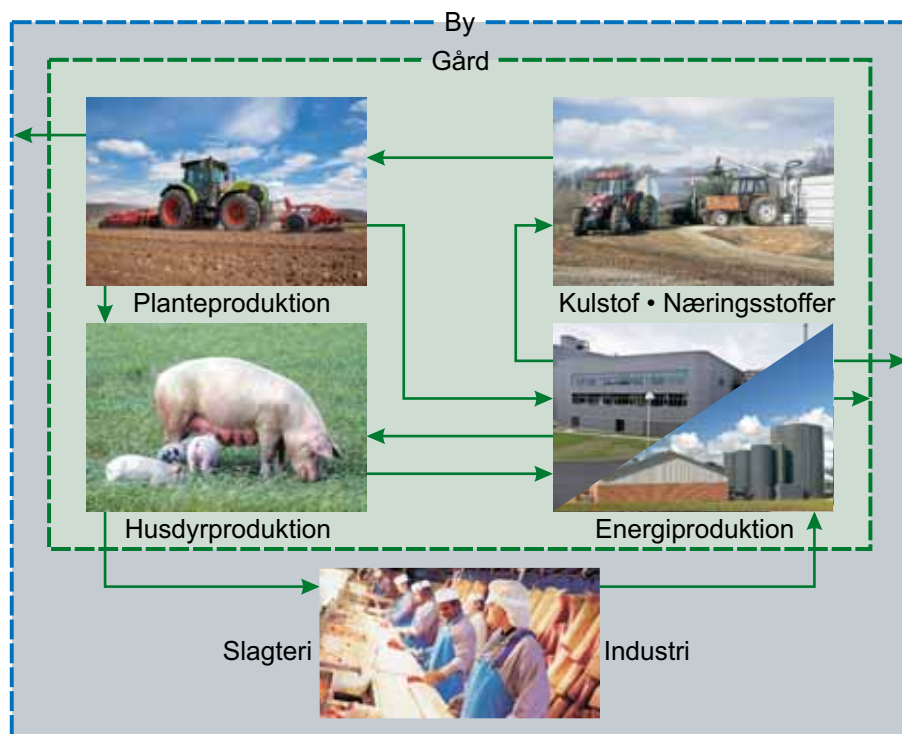 By
Gård
Planteproduktion
Kulstof • Næringsstoffer
Husdyrproduktion
Energiproduktion
Slagteri
Industri